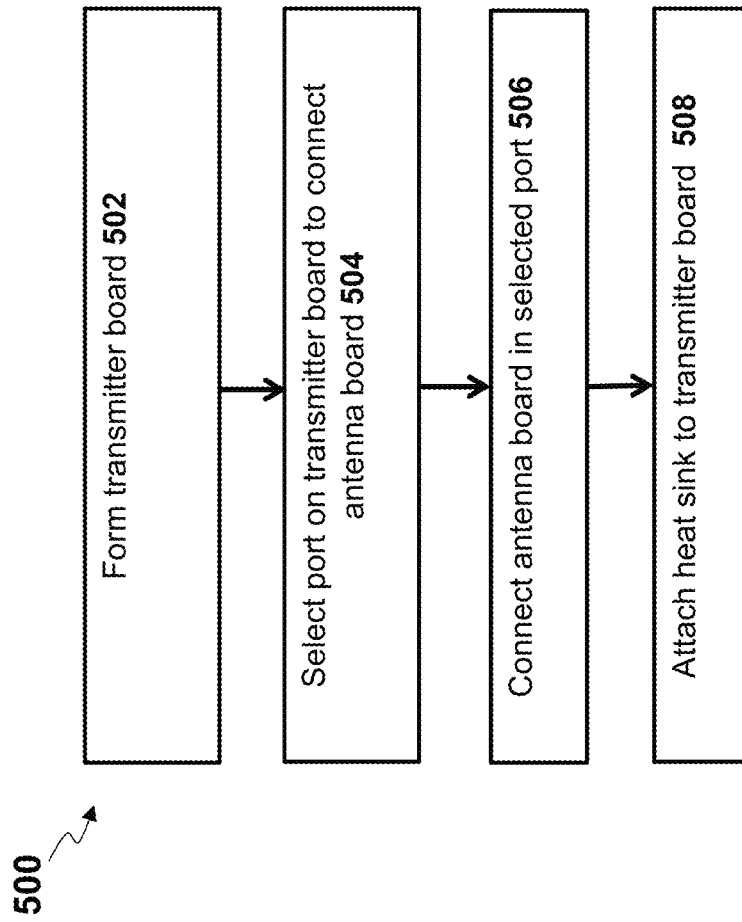 500
Form transmitter board 502
Select port on transmitter board to connect
antenna board 504
Connect antenna board in selected port 506
Attach heat sink to transmitter board 508